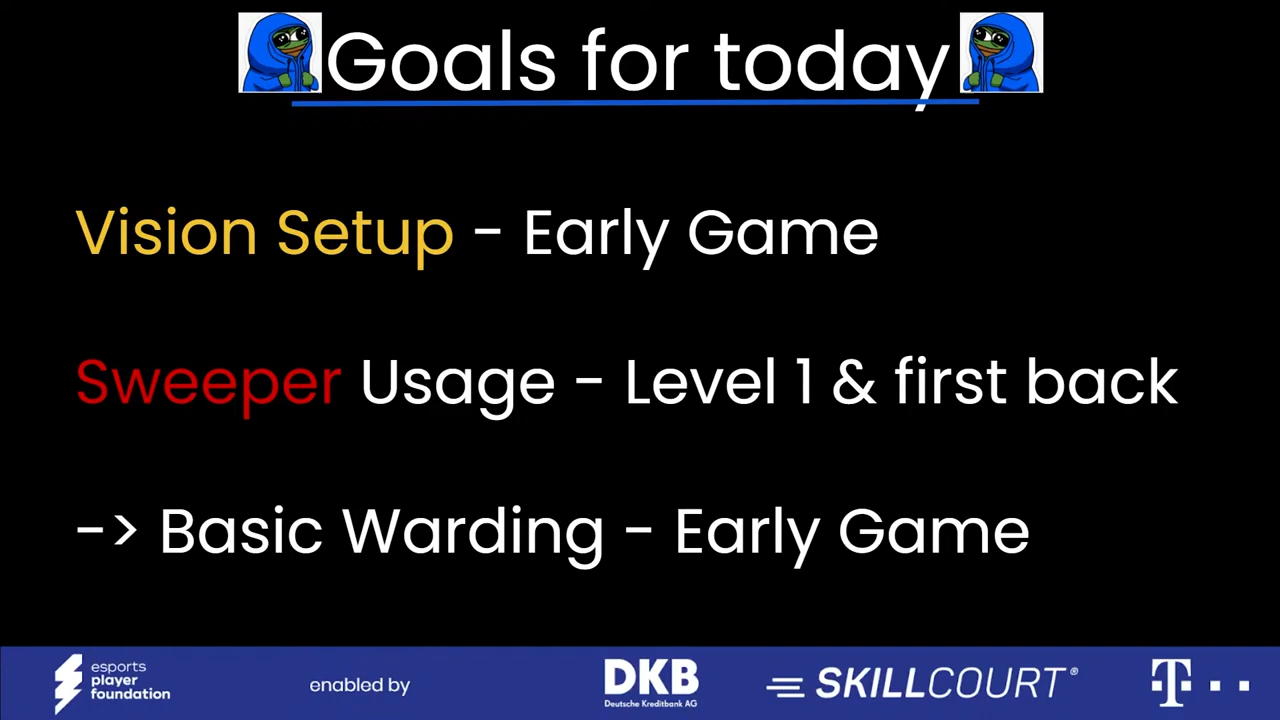 Goals for today
Vision Setup - Early Game
Sweeper Usage - Level 1 & first back
-> Basic Warding - Early Game
esports
player
foundation
enabled by
DKB
Deutsche Kreditbank AG
SKILLCOURT®
T